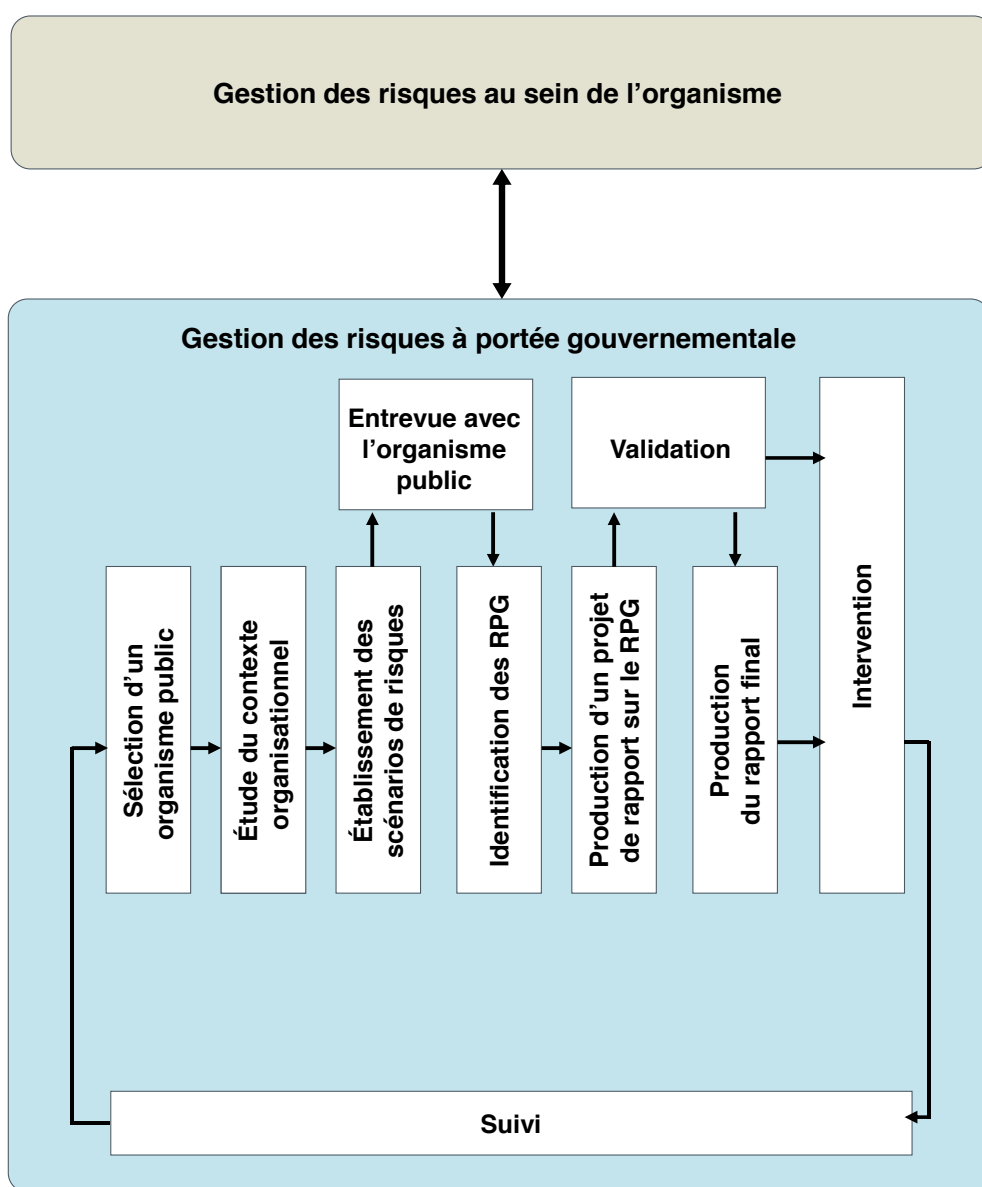 Gestion des risques au sein de l’organisme
Gestion des risques à portée gouvernementale
Entrevue avec
l’organisme
public
Validation
Sélection d’un
organisme public
Étude du contexte
organisationnel
Établissement des
scénarios de risques
Identification des RPG
Production d’un projet
de rapport sur le RPG
Production
du rapport final
Intervention
Suivi